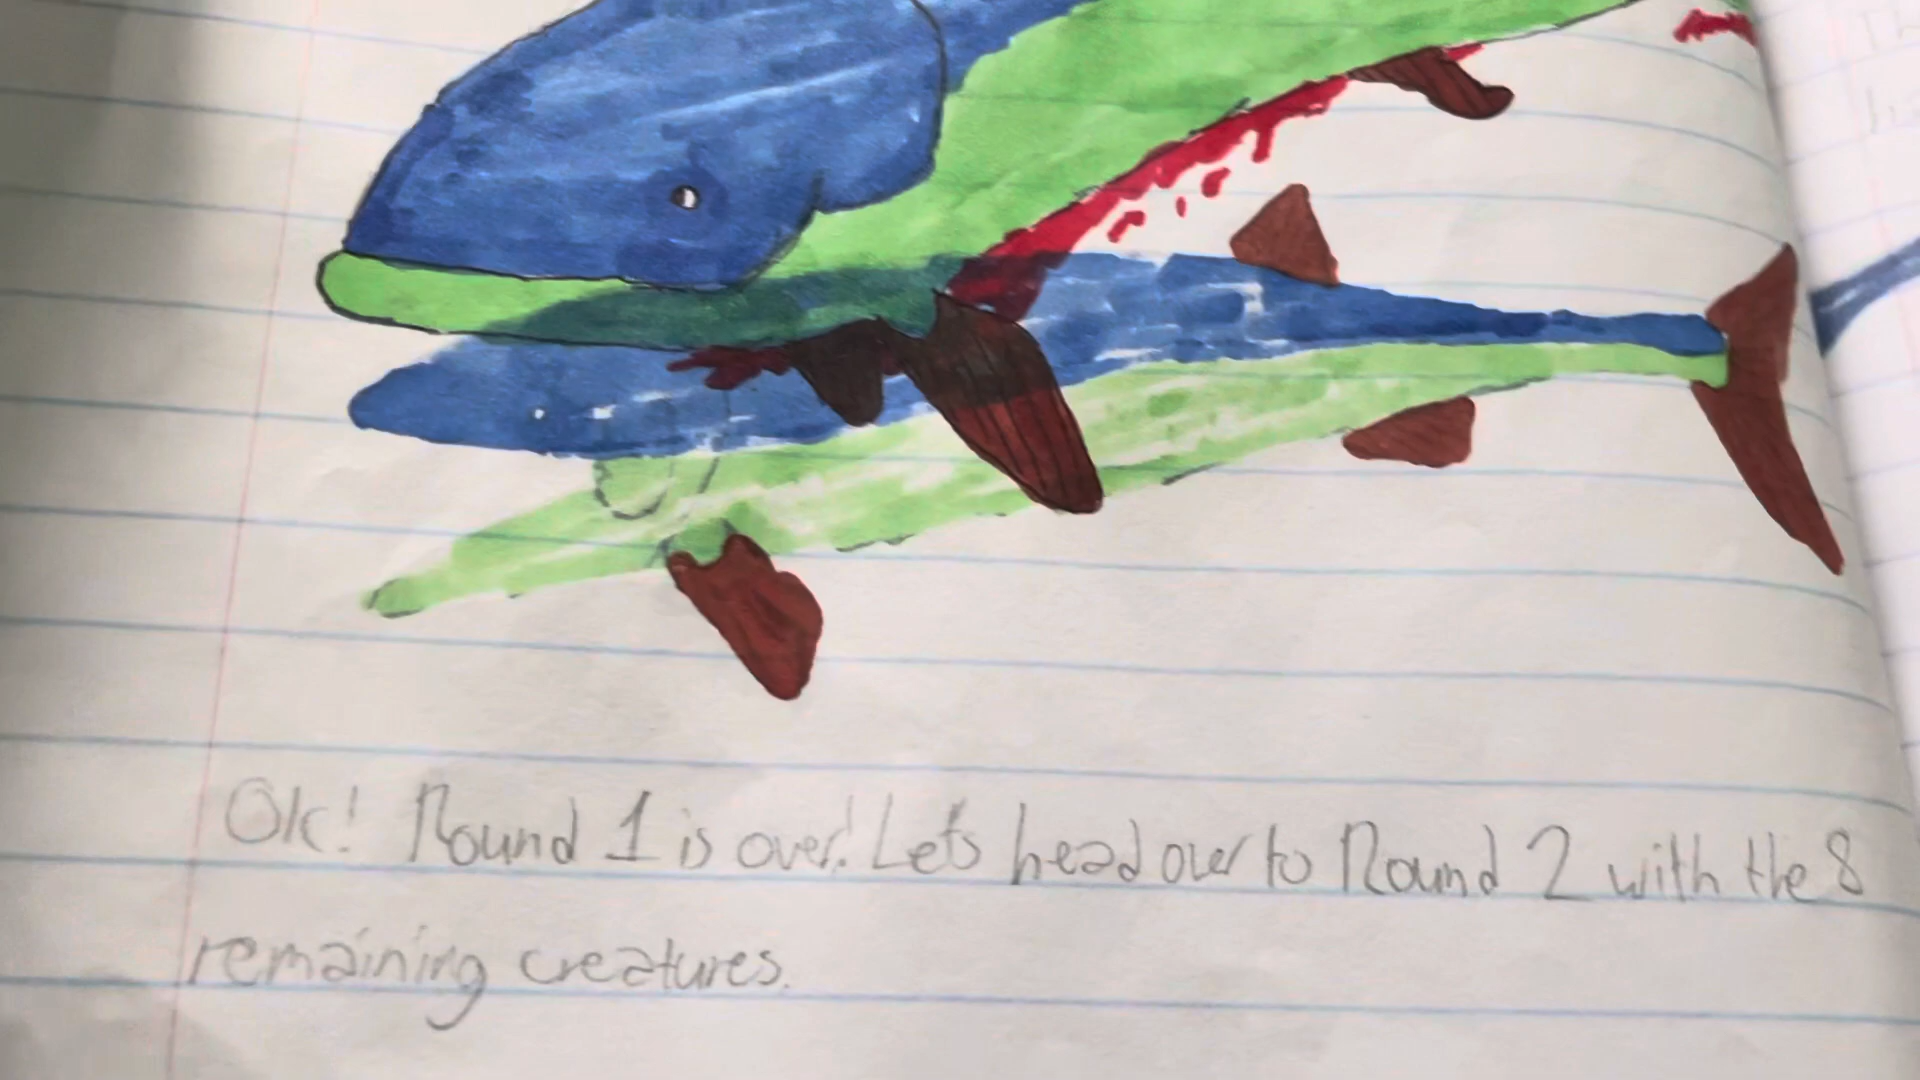 Ok! Round 1 is over! Lets head over to Round 2 with the 8
remaining creatures.